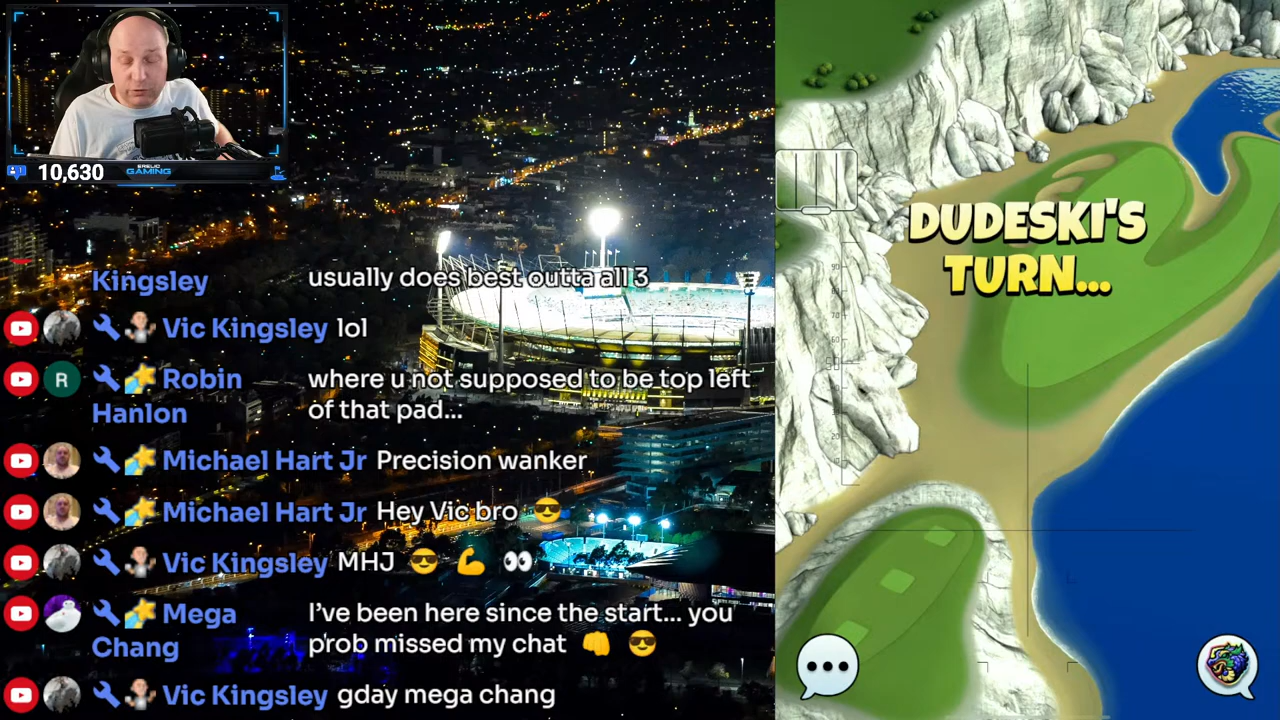 10,630
ERELIO
GAMING
Kingsley usually does best outta all 3
Vic Kingsley lol
R Robin where u not supposed to be top left
Hanlon of that pad...
Michael Hart Jr Precision wanker
Michael Hart Jr Hey Vic bro 😎
Vic Kingsley MHJ 😎 💪 👀
Mega I've been here since the start... you
Chang prob missed my chat 👊 😎
Vic Kingsley gday mega chang
DUDESKI'S
TURN...